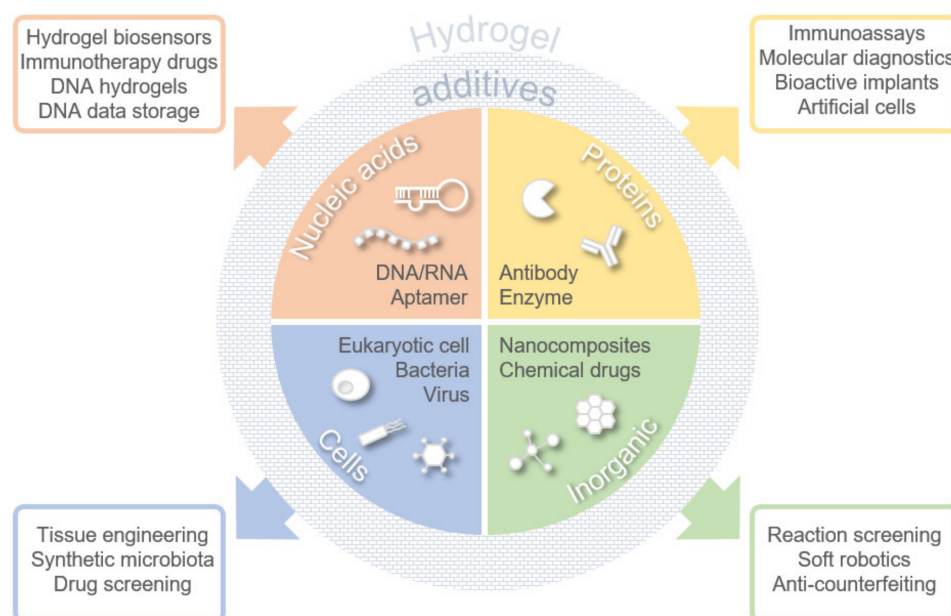 Hydrogel biosensors
Immunotherapy drugs
DNA hydrogels
DNA data storage
Hydrogel
additives
Immunoassays
Molecular diagnostics
Bioactive implants
Artificial cells
Nucleic acids
DNA/RNA
Aptamer
Proteins
Antibody
Enzyme
Eukaryotic cell
Bacteria
Virus
Cells
Nanocomposites
Chemical drugs
Inorganic
Tissue engineering
Synthetic microbiota
Drug screening
Reaction screening
Soft robotics
Anti-counterfeiting